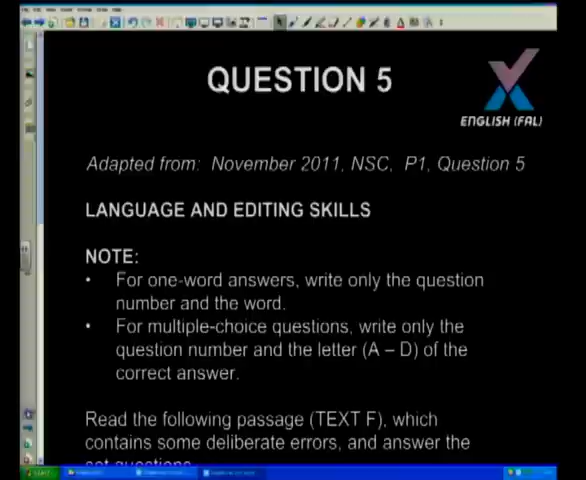 QUESTION 5
ENGLISH (FAL)
Adapted from: November 2011, NSC, P1, Question 5
LANGUAGE AND EDITING SKILLS
NOTE:
• For one-word answers, write only the question
number and the word.
• For multiple-choice questions, write only the
question number and the letter (A – D) of the
correct answer.
Read the following passage (TEXT F), which
contains some deliberate errors, and answer the
set questions